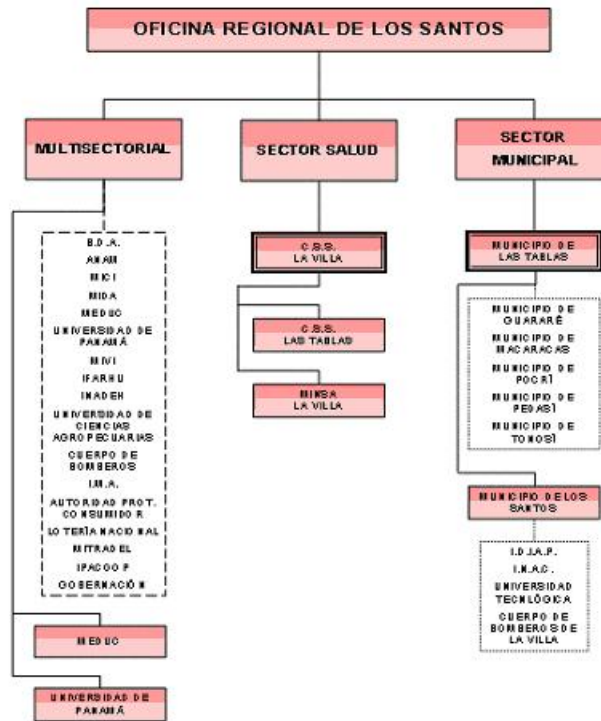 OFICINA REGIONAL DE LOS SANTOS
MULTISECTORIAL
B.D.A.
ANAM
MICI
MIDA
MEDUC
UNIVERSIDAD DE
PANAMÁ
MIVI
IFARHU
INADEH
UNIVERSIDAD DE
CIENCIAS
AGROPECUARIAS
CUERPO DE
BOMBEROS
I.M.A.
AUTORIDAD PROT.
CONSUMIDOR
LOTERÍA NACIONAL
MITRADEL
IPACOOP
GOBERNACIÓN
MEDUC
UNIVERSIDAD DE
PANAMÁ
SECTOR SALUD
C.S.S.
LA VILLA
C.S.S.
LAS TABLAS
MINSA
LA VILLA
SECTOR
MUNICIPAL
MUNICIPIO DE
LAS TABLAS
MUNICIPIO DE
GUARARÉ
MUNICIPIO DE
MACARACAS
MUNICIPIO DE
POCRÍ
MUNICIPIO DE
PEDASÍ
MUNICIPIO DE
TONOSÍ
MUNICIPIO DE LOS
SANTOS
I.D.I.A.P.
I.N.A.C.
UNIVERSIDAD
TECNLÓGICA
CUERPO DE
BOMBEROS DE
LA VILLA